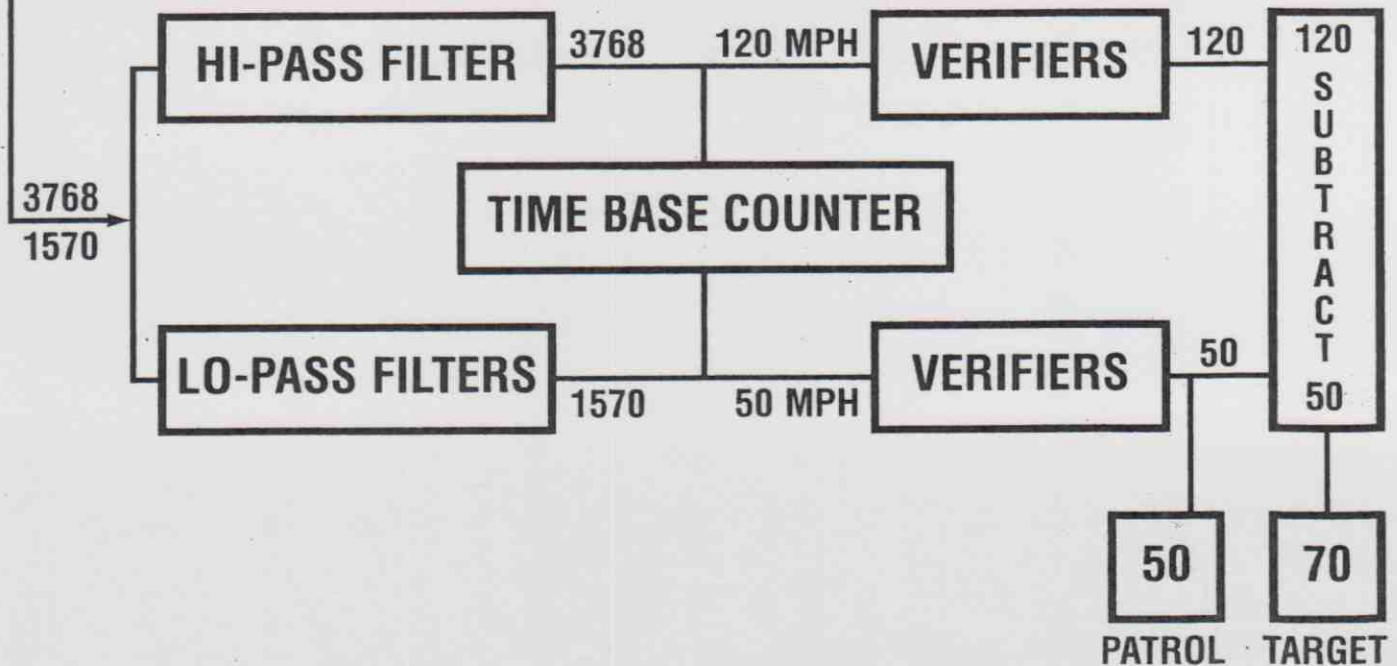 HI-PASS FILTER
3768
120 MPH
VERIFIERS
120
120
SUBTRACT
50
3768
1570
TIME BASE COUNTER
LO-PASS FILTERS
1570
50 MPH
VERIFIERS
50
50
70
PATROL
TARGET